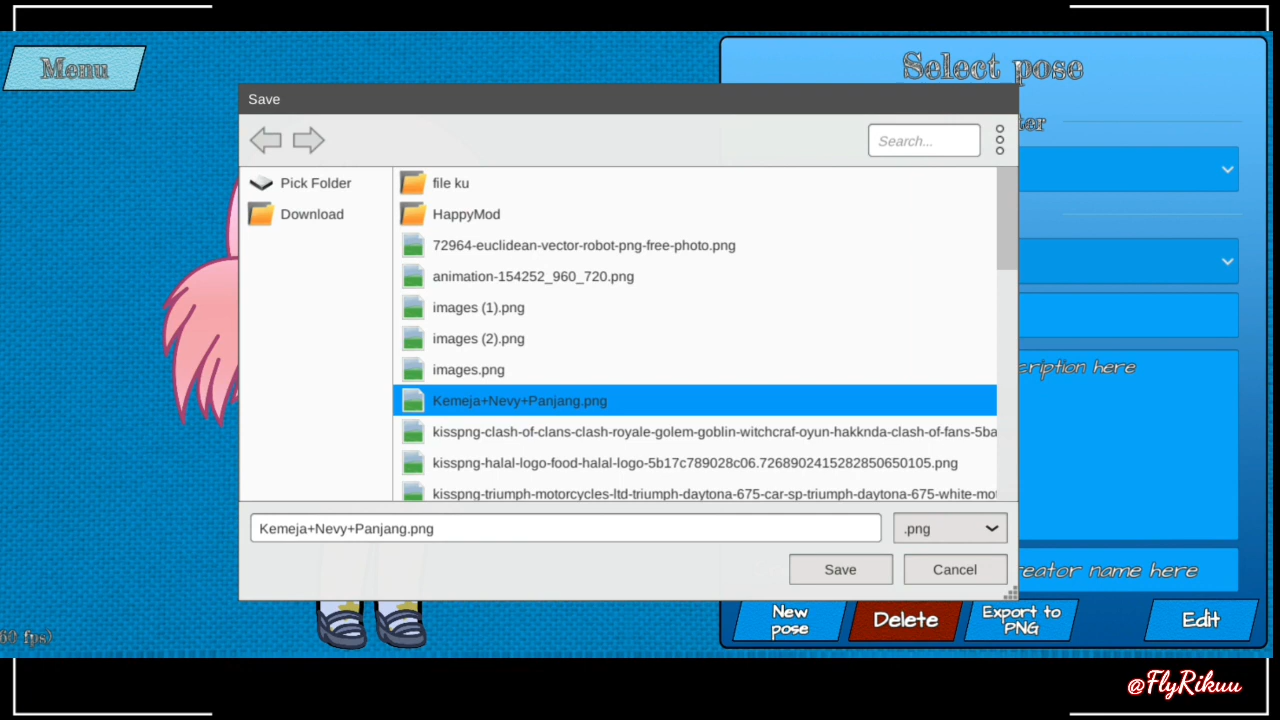 Menu
Select pose
Save
Search...
tar
Pick Folder
Download
file ku
HappyMod
72964-euclidean-vector-robot-png-free-photo.png
animation-154252_960_720.png
images (1).png
images (2).png
images.png
Kemeja+Nevy+Panjang.png
kisspng-clash-of-clans-clash-royale-golem-goblin-witchcraf-oyun-hakknda-clash-of-fans-5ba
kisspng-halal-logo-food-halal-logo-5b17c789028c06.7268902415282850650105.png
kisspng-triumph-motorcycles-ltd-triumph-daytona-675-car-sp-triumph-daytona-675-white-mot
cription here
Kemeja+Nevy+Panjang.png
.png
Save
Cancel
reator name here
New
pose
Delete
Export to
PNG
Edit
60 fps)
@FlyRikuu